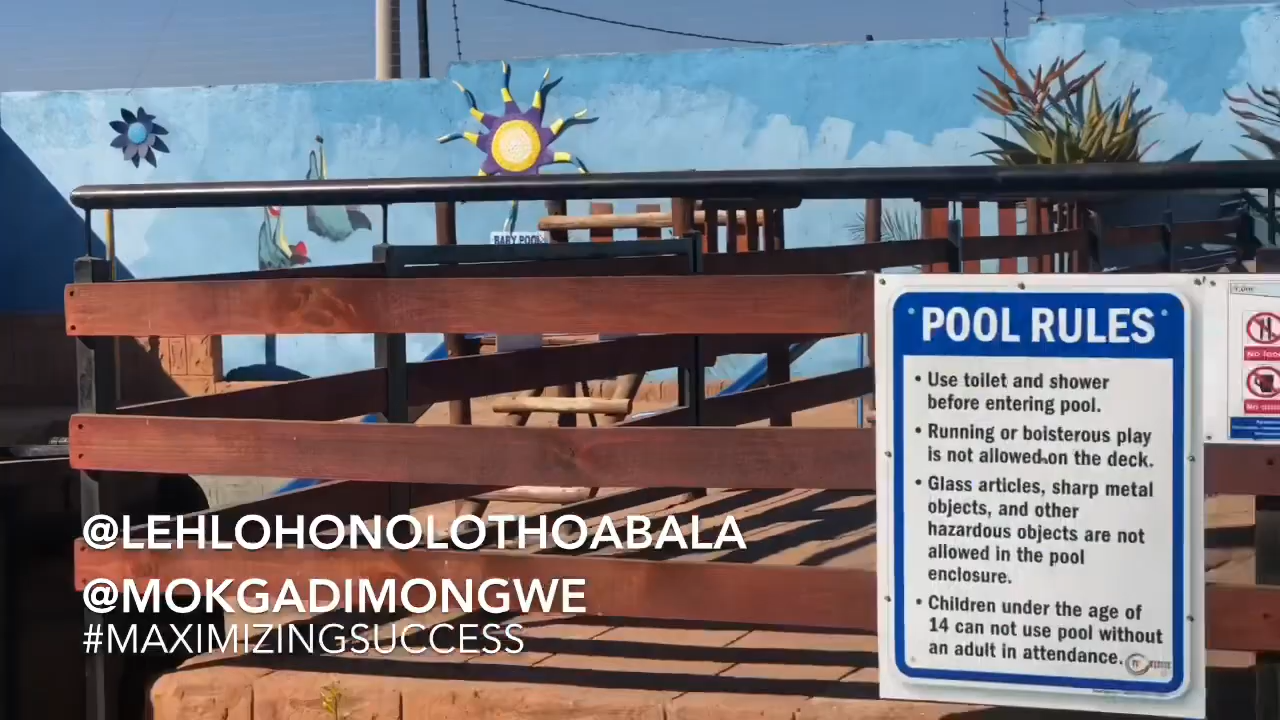 BABY POOL
POOL RULES
• Use toilet and shower
before entering pool.
• Running or boisterous play
is not allowed on the deck.
• Glass articles, sharp metal
objects, and other
hazardous objects are not
allowed in the pool
enclosure.
• Children under the age of
14 can not use pool without
an adult in attendance.
@LEHLOHONOLOTHOABALA
@MOKGADIMONGWE
#MAXIMIZINGSUCCESS